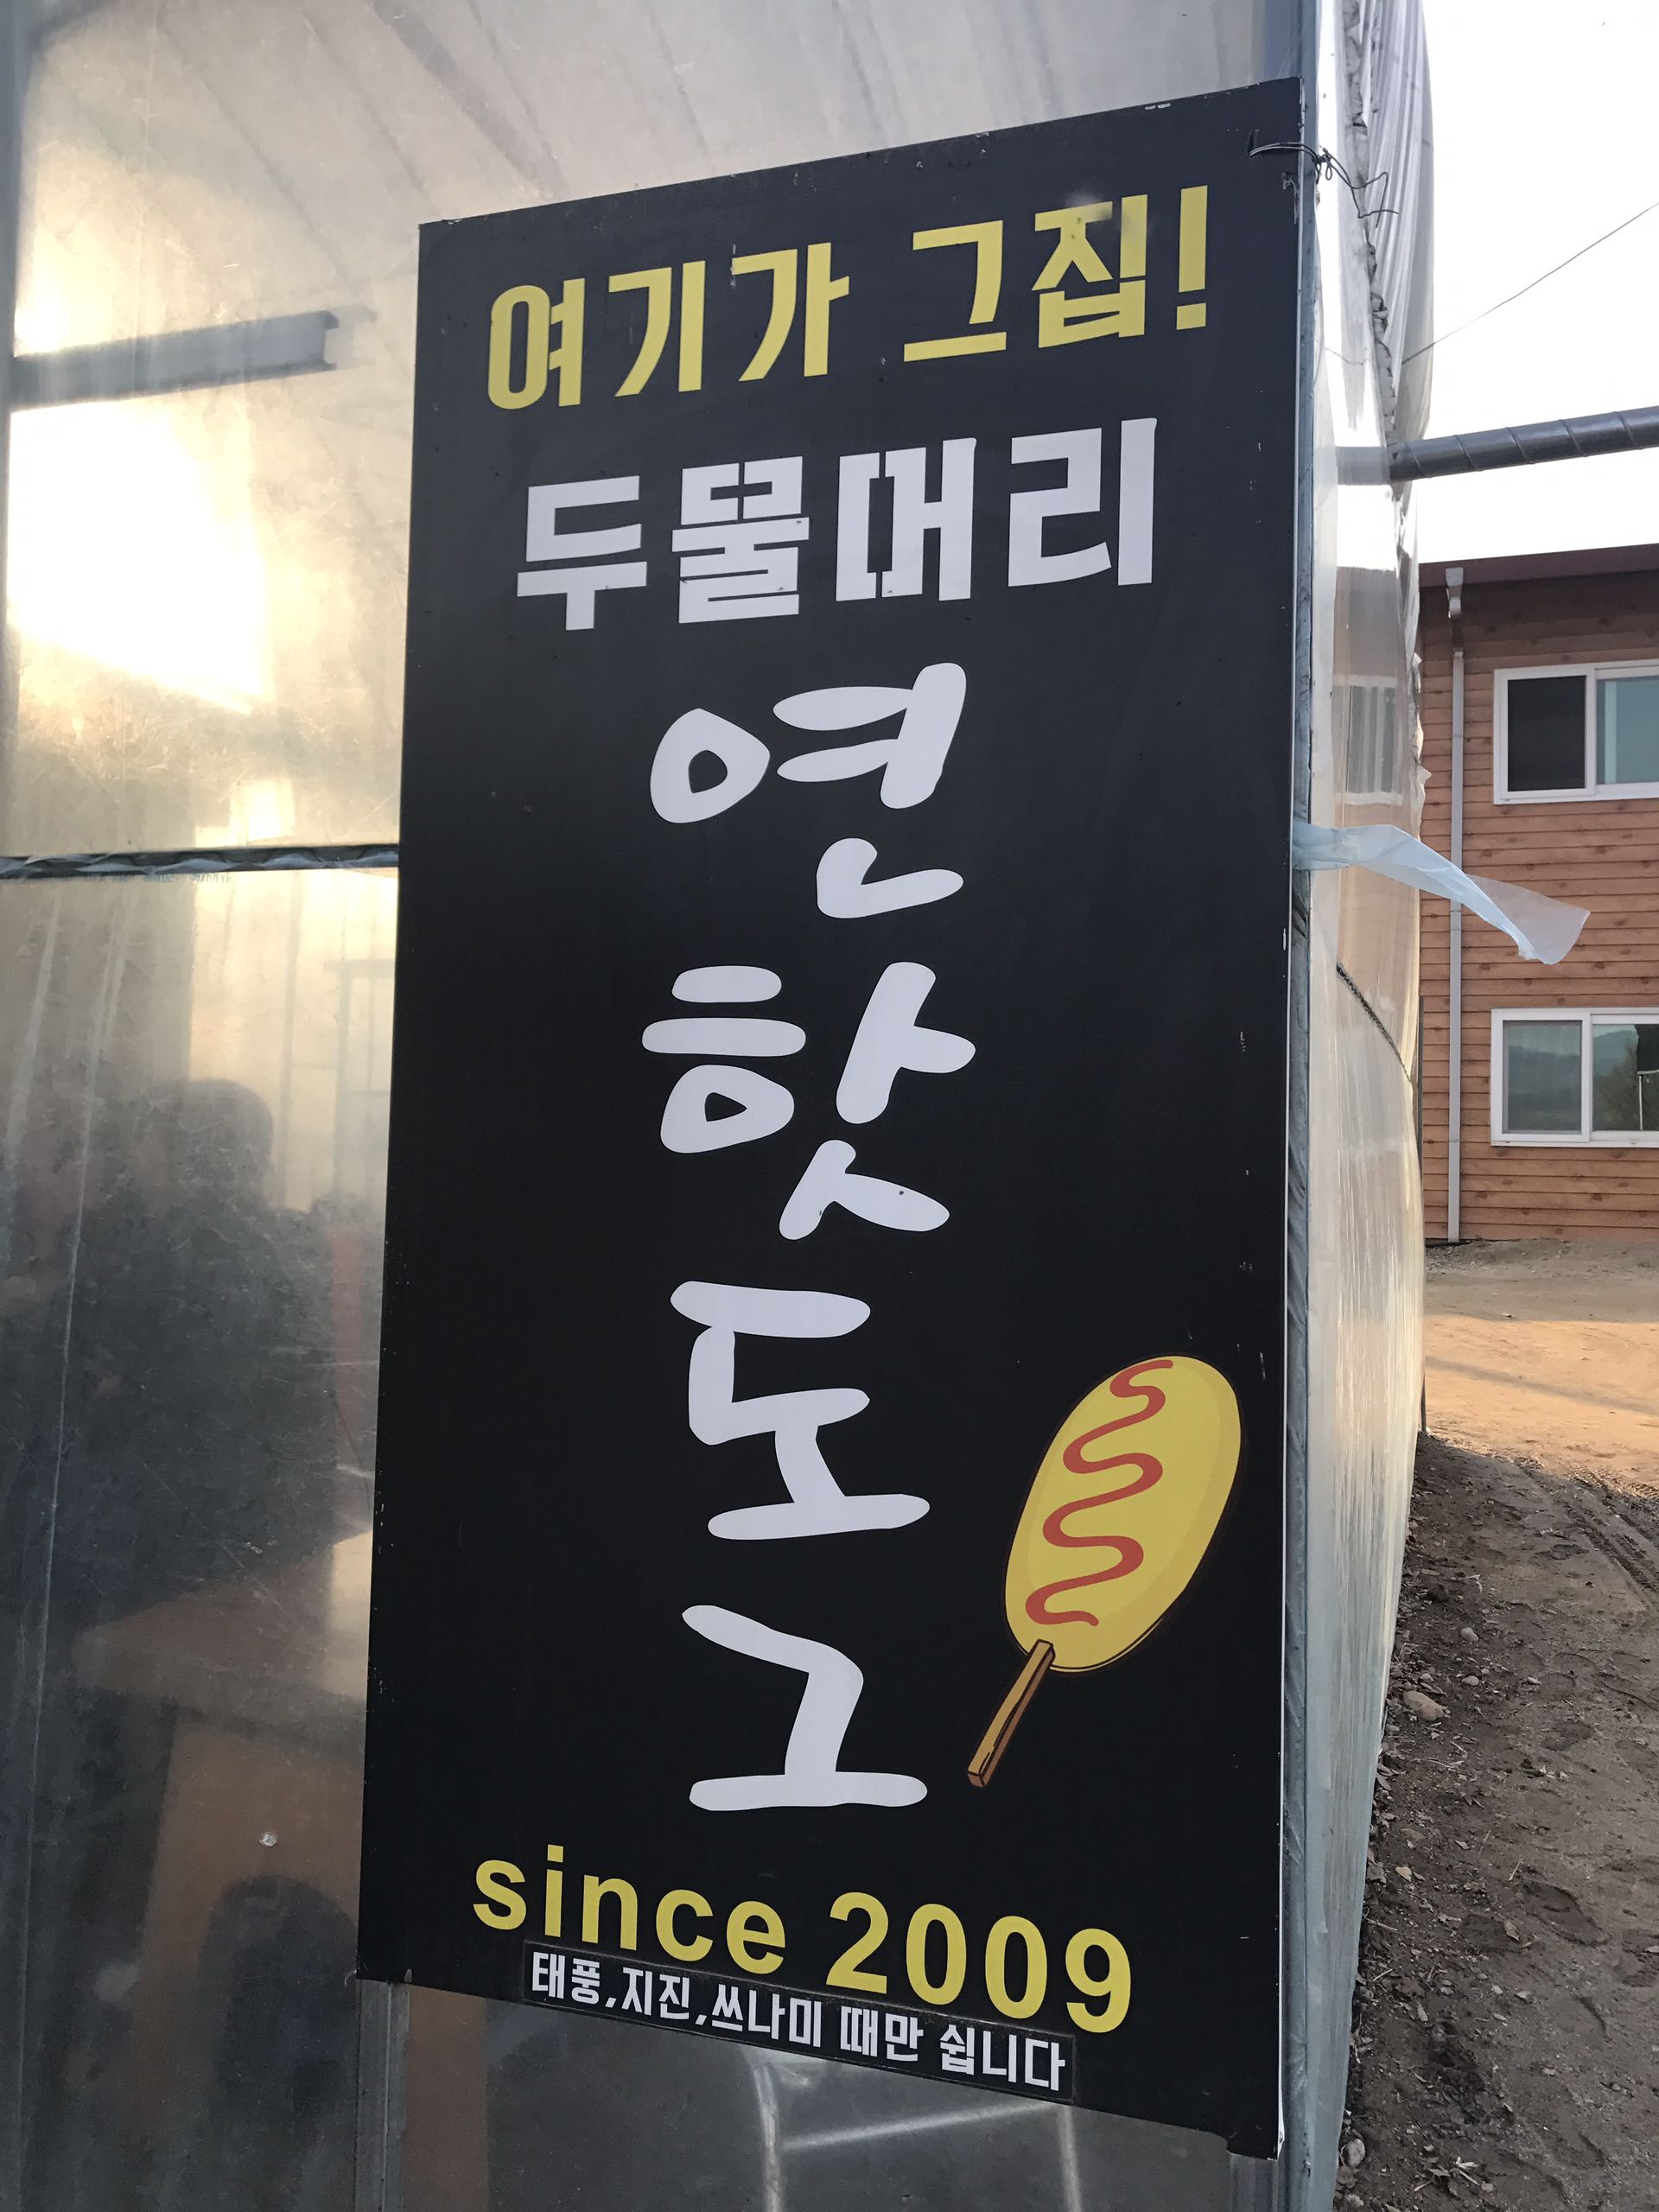 여기가 그집!
두물머리
연
핫
도
그
since 2009
태풍,지진,쓰나미 때만 쉽니다